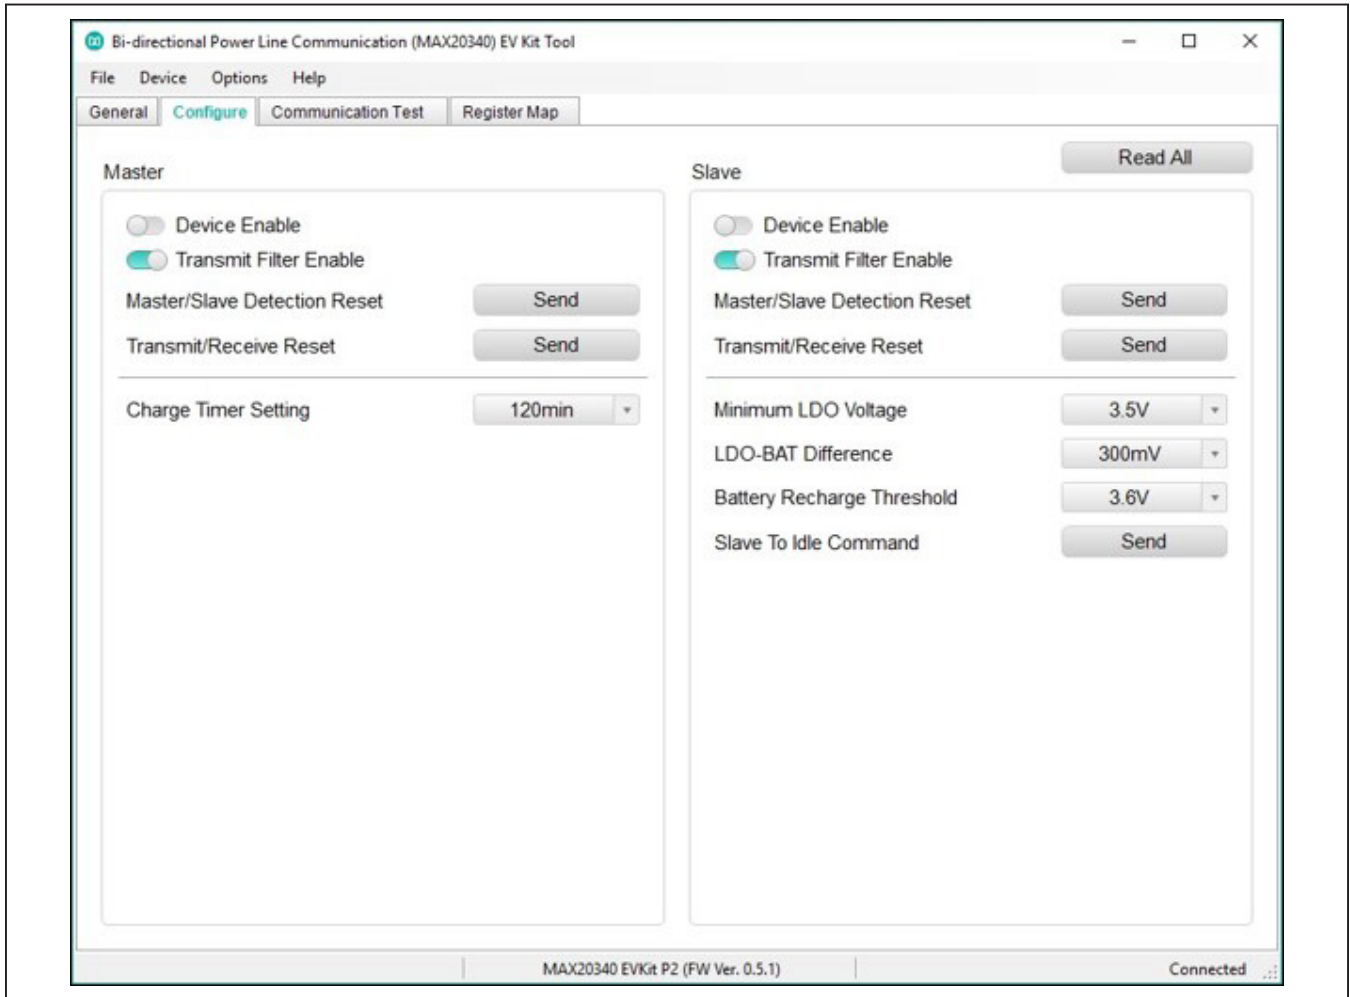 Bi-directional Power Line Communication (MAX20340) EV Kit Tool
File Device Options Help
General Configure Communication Test Register Map
Read All
Master
Device Enable
Transmit Filter Enable
Master/Slave Detection Reset Send
Transmit/Receive Reset Send
Charge Timer Setting 120min
Slave
Device Enable
Transmit Filter Enable
Master/Slave Detection Reset Send
Transmit/Receive Reset Send
Minimum LDO Voltage 3.5V
LDO-BAT Difference 300mV
Battery Recharge Threshold 3.6V
Slave To Idle Command Send
MAX20340 EVKit P2 (FW Ver. 0.5.1) Connected